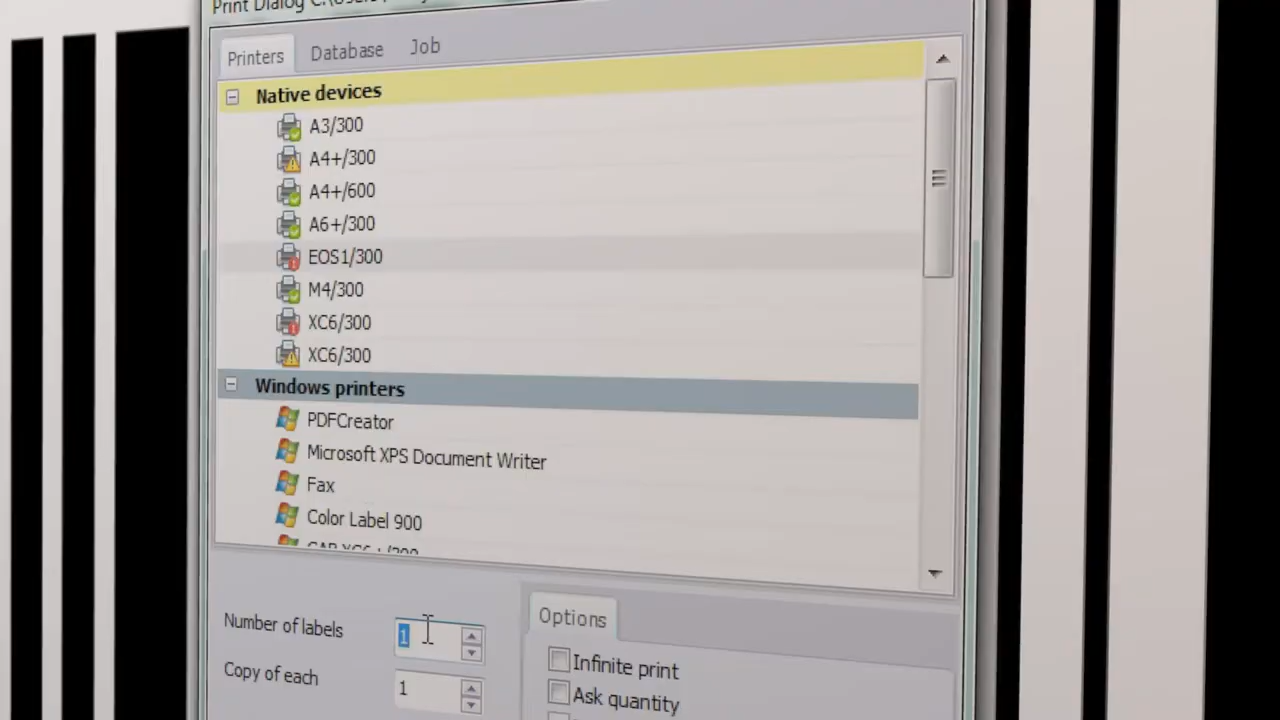 Print Dialog
Printers Database Job
Native devices
A3/300
A4+/300
A4+/600
A6+/300
EOS1/300
M4/300
XC6/300
XC6/300
Windows printers
PDFCreator
Microsoft XPS Document Writer
Fax
Color Label 900
Number of labels 1
Copy of each 1
Options
Infinite print
Ask quantity